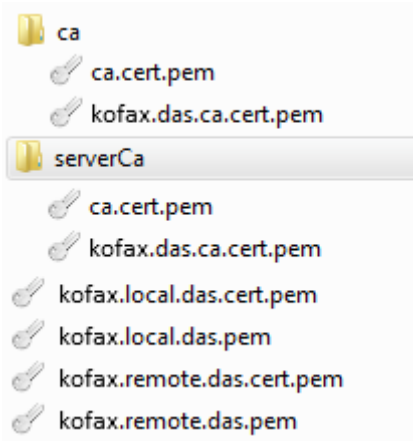 ca
ca.cert.pem
kofax.das.ca.cert.pem
serverCa
ca.cert.pem
kofax.das.ca.cert.pem
kofax.local.das.cert.pem
kofax.local.das.pem
kofax.remote.das.cert.pem
kofax.remote.das.pem